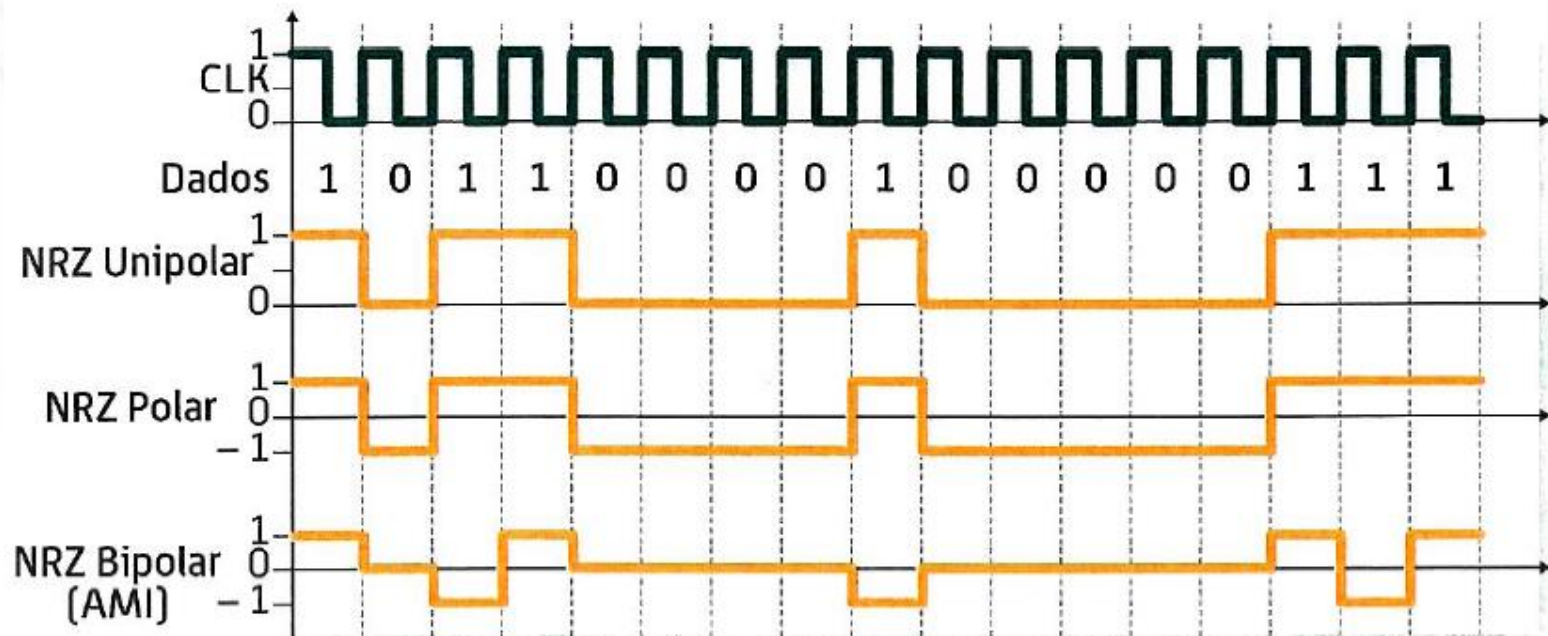 1
CLK
0
Dados 1 0 1 1 0 0 0 0 1 0 0 0 0 0 1 1 1
1
NRZ Unipolar
0
1
NRZ Polar 0
-1
1
NRZ Bipolar 0
(AMI) -1